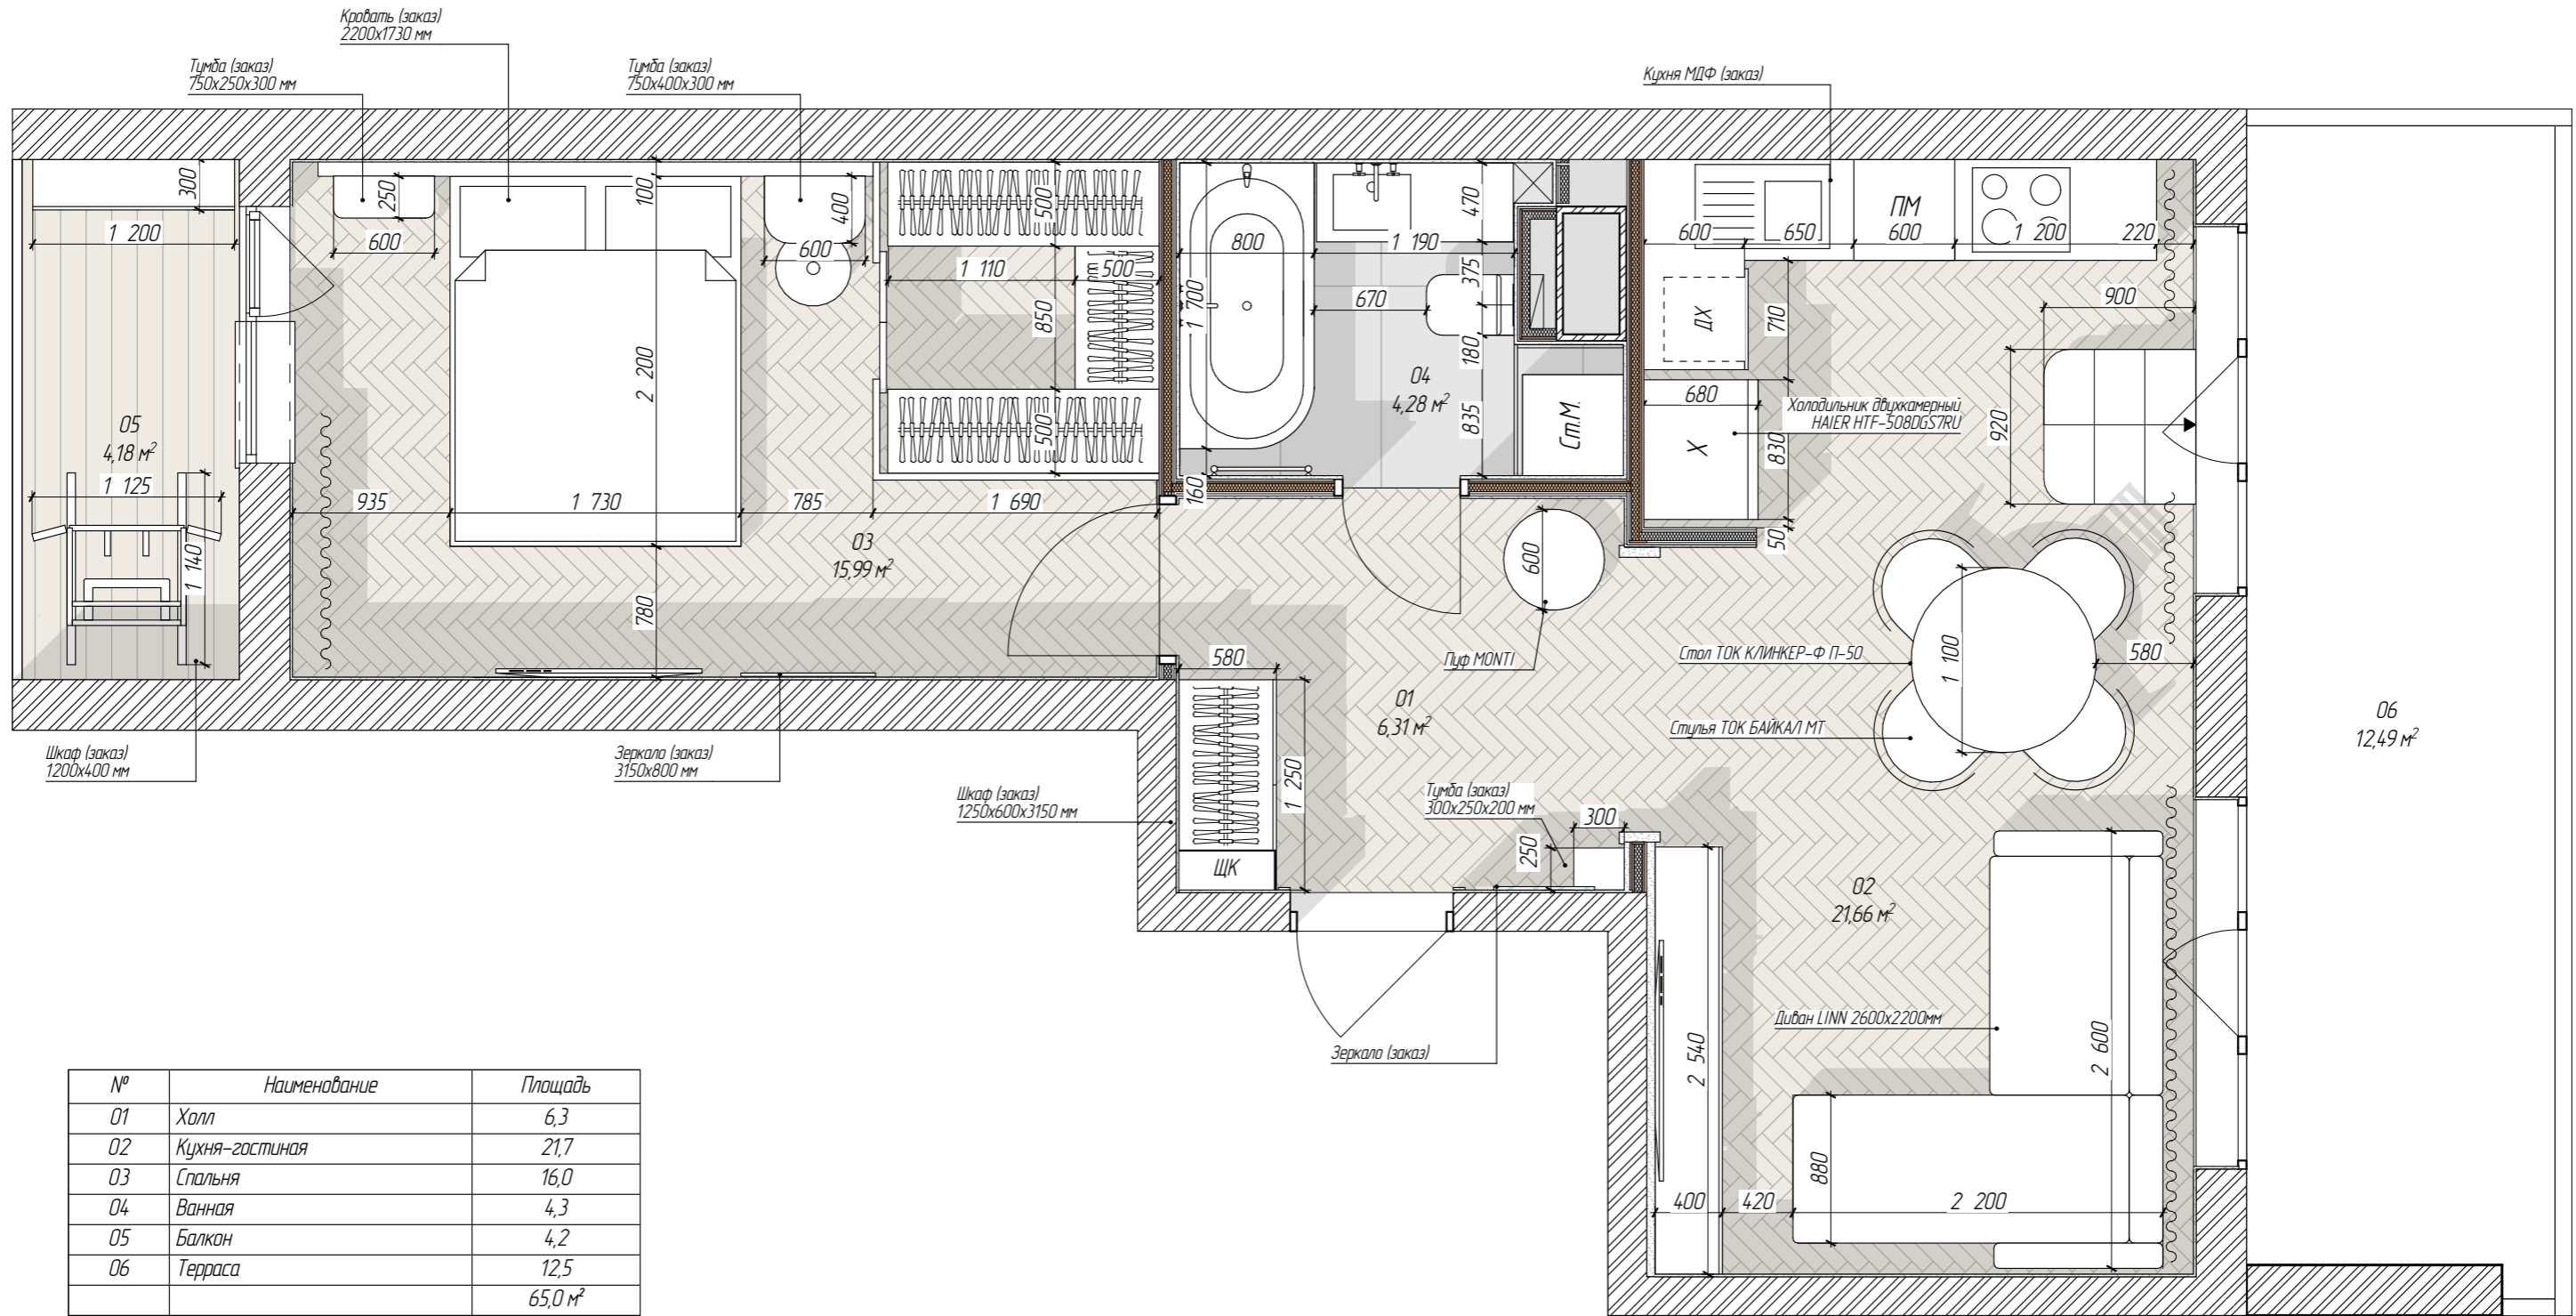 Кровать (заказ)
2200х1730 мм
Тумба (заказ)
750х250х300 мм
Тумба (заказ)
750х400х300 мм
Кухня МДФ (заказ)
300
1 200
250
600
100
400
600
500
1 110
500
850
500
2 200
935
1 730
785
1 690
780
03
15,99 м²
05
4,18 м²
1 125
1 140
800
1 190
470
375
1 700
670
180
835
160
04
4,28 м²
Ст.М.
600
650
ПМ
600
1 200
220
ДХ
710
900
920
680
Х
830
50
Холодильник двухкамерный
HAIER HTF-508DGS7RU
600
Пуф MONTI
Стол ТОК КЛИНКЕР-Ф П-50
1 100
580
Стулья ТОК БАЙКАЛ МТ
580
01
6,31 м²
1 250
ЩК
06
12,49 м²
Шкаф (заказ)
1200х400 мм
Зеркало (заказ)
3150х800 мм
Шкаф (заказ)
1250х600х3150 мм
Тумба (заказ)
300х250х200 мм
300
250
02
21,66 м²
Зеркало (заказ)
Диван LINN 2600х2200мм
2 540
2 600
880
400
420
2 200
№ Наименование Площадь
01 Холл 6,3
02 Кухня-гостиная 21,7
03 Спальня 16,0
04 Ванная 4,3
05 Балкон 4,2
06 Терраса 12,5
65,0 м²